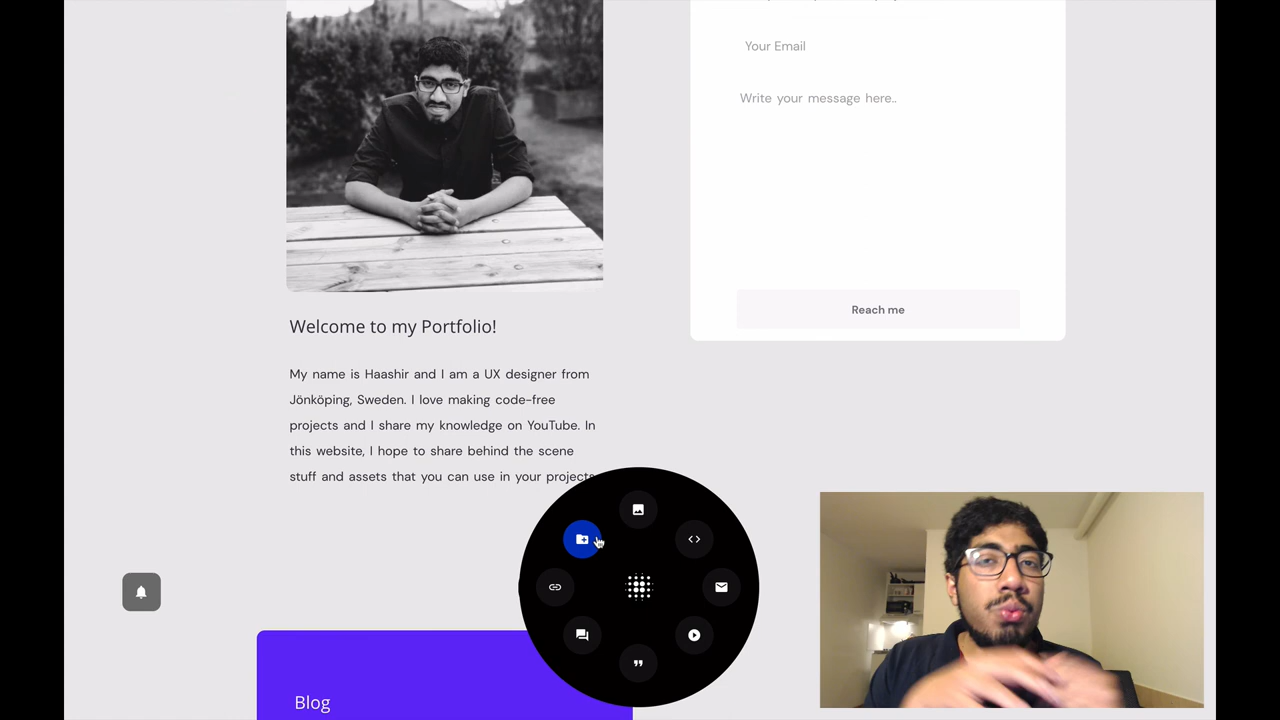 Your Email
Write your message here..
Reach me
Welcome to my Portfolio!
My name is Haashir and I am a UX designer from
Jönköping, Sweden. I love making code-free
projects and I share my knowledge on YouTube. In
this website, I hope to share behind the scene
stuff and assets that you can use in your projects
Blog